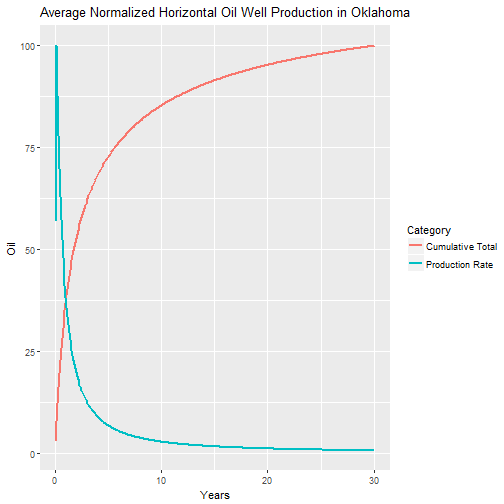 Average Normalized Horizontal Oil Well Production in Oklahoma
100
75
50
25
0
Oil
0 10 20 30
Years
Category
Cumulative Total
Production Rate